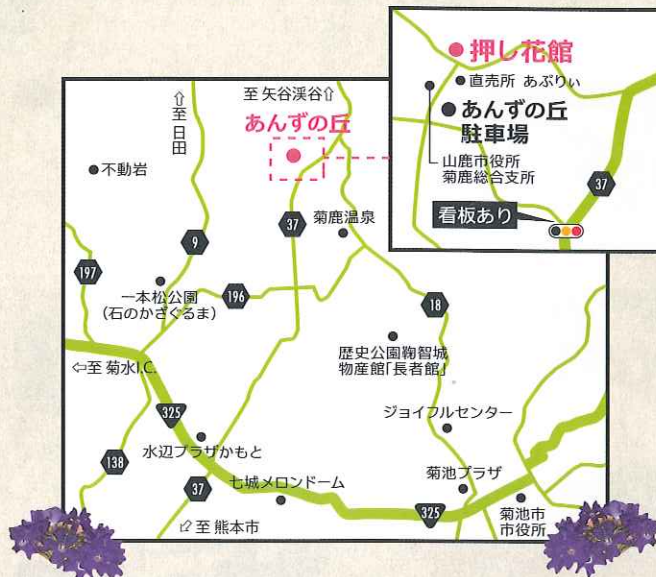 押し花館
直売所 あぷりぃ
あんずの丘
駐車場
山鹿市役所
菊鹿総合支所
37
看板あり
⇧至 日田
至 矢谷渓谷⇧
あんずの丘
不動岩
37
菊鹿温泉
9
197
196
一本松公園
(石のかざぐるま)
18
歴史公園鞠智城
物産館「長者館」
⇦至 菊水I.C.
325
ジョイフルセンター
水辺プラザかもと
138
37
七城メロンドーム
菊池プラザ
325
菊池市
市役所
至 熊本市